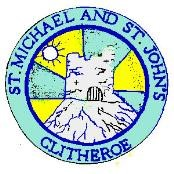 ST. MICHAEL AND ST. JOHN'S
CLITHEROE